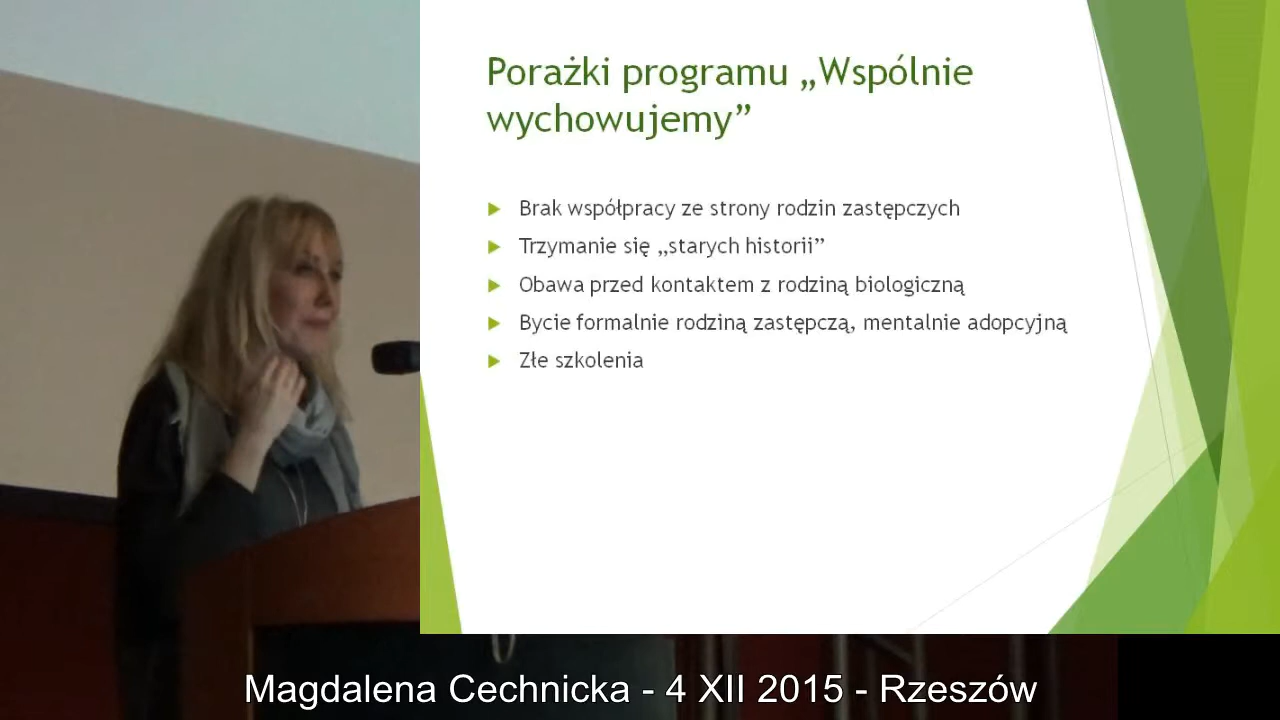 Porażki programu „Wspólnie
wychowujemy”
Brak współpracy ze strony rodzin zastępczych
Trzymanie się „starych historii”
Obawa przed kontaktem z rodziną biologiczną
Bycie formalnie rodziną zastępczą, mentalnie adopcyjną
Złe szkolenia
Magdalena Cechnicka - 4 XII 2015 - Rzeszów